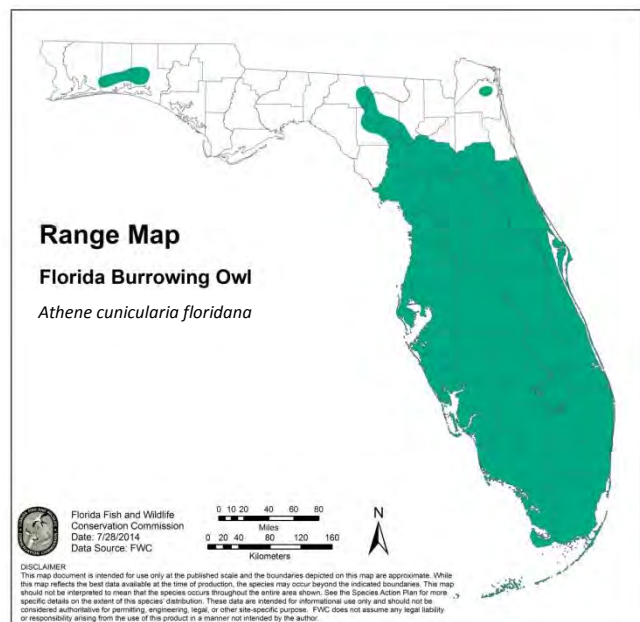 Range Map
Florida Burrowing Owl
Athene cunicularia floridana
Florida Fish and Wildlife
Conservation Commission
Date: 7/28/2014
Data Source: FWC
0 10 20 40 60 80
Miles
0 20 40 80 120 160
Kilometers
N
DISCLAIMER
This map document is intended for use only at the published scale and the boundaries depicted on this map are approximate. While
this map reflects the best data available at the time of production, the species may occur beyond the indicated boundaries. This map
should not be interpreted to mean that the species occurs throughout the entire area shown. See the Species Action Plan for more
specific details on the extent of this species' distribution. These data are intended for informational use only and should not be
considered authoritative for permitting, engineering, legal, or other site-specific purpose. FWC does not assume any legal liability
or responsibility arising from the use of this product in a manner not intended by the author.